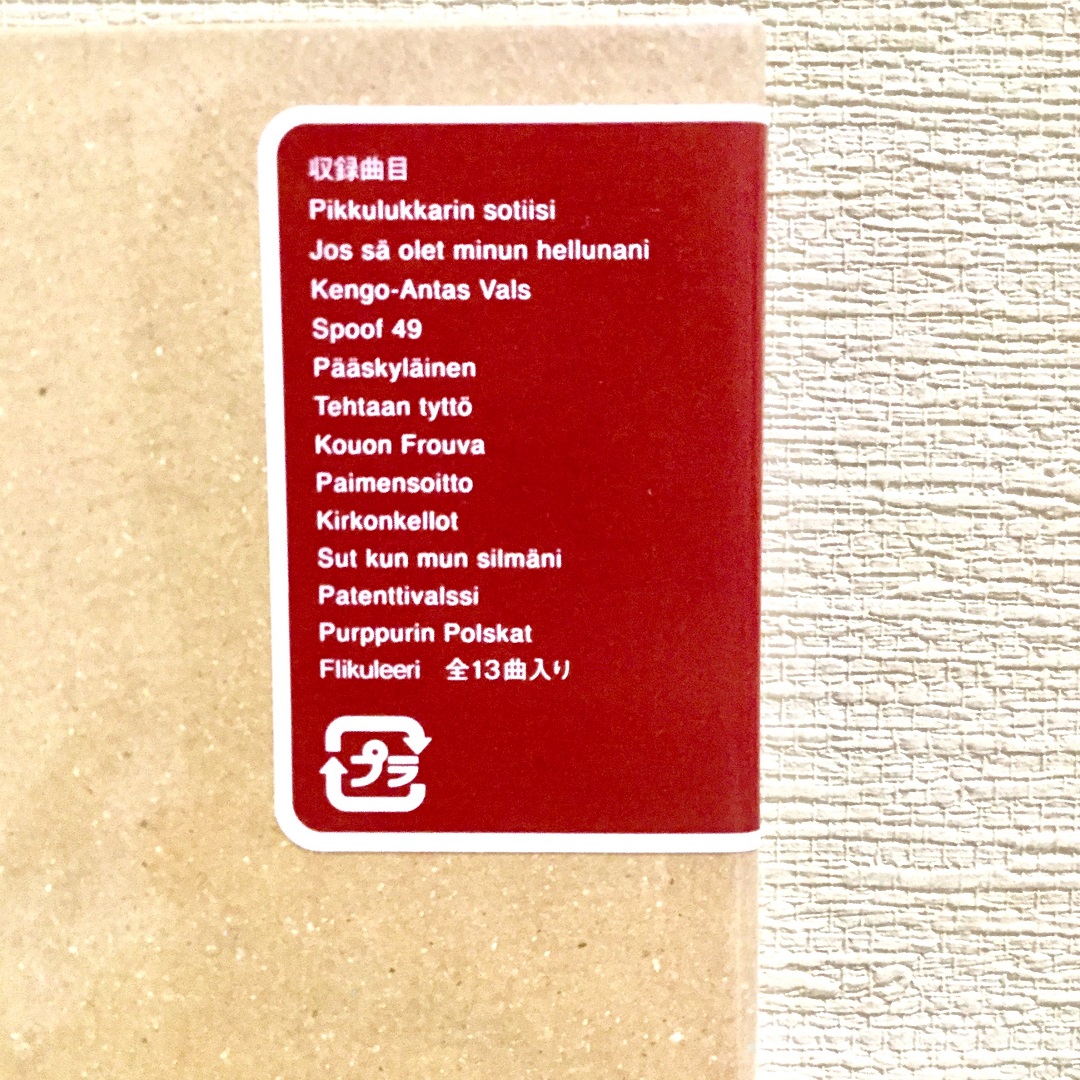 収録曲目
Pikkulukkarin sotiisi
Jos sä olet minun hellunani
Kengo-Antas Vals
Spoof 49
Pääskyläinen
Tehtaan tyttö
Kouon Frouva
Paimensoitto
Kirkonkellot
Sut kun mun silmäni
Patenttivalssi
Purppurin Polskat
Flikuleeri　全13曲入り
プラ